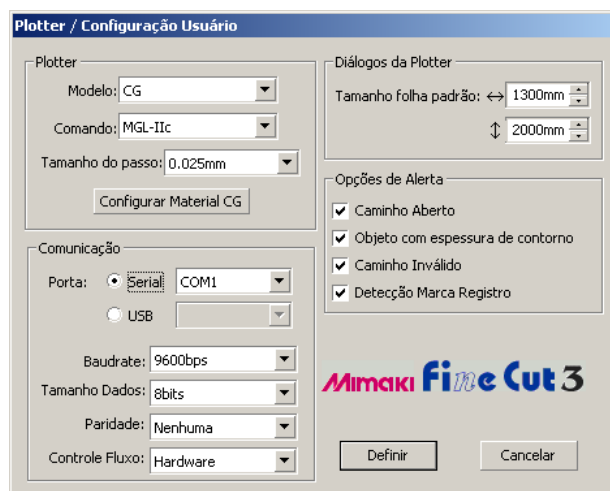 Plotter / Configuração Usuário
Plotter
Modelo: CG
Comando: MGL-IIc
Tamanho do passo: 0.025mm
Configurar Material CG
Comunicação
Porta: Serial COM1
USB
Baudrate: 9600bps
Tamanho Dados: 8bits
Paridade: Nenhuma
Controle Fluxo: Hardware
Diálogos da Plotter
Tamanho folha padrão: ↔ 1300mm
↕ 2000mm
Opções de Alerta
Caminho Aberto
Objeto com espessura de contorno
Caminho Inválido
Detecção Marca Registro
Mimaki Fine Cut 3
Definir Cancelar